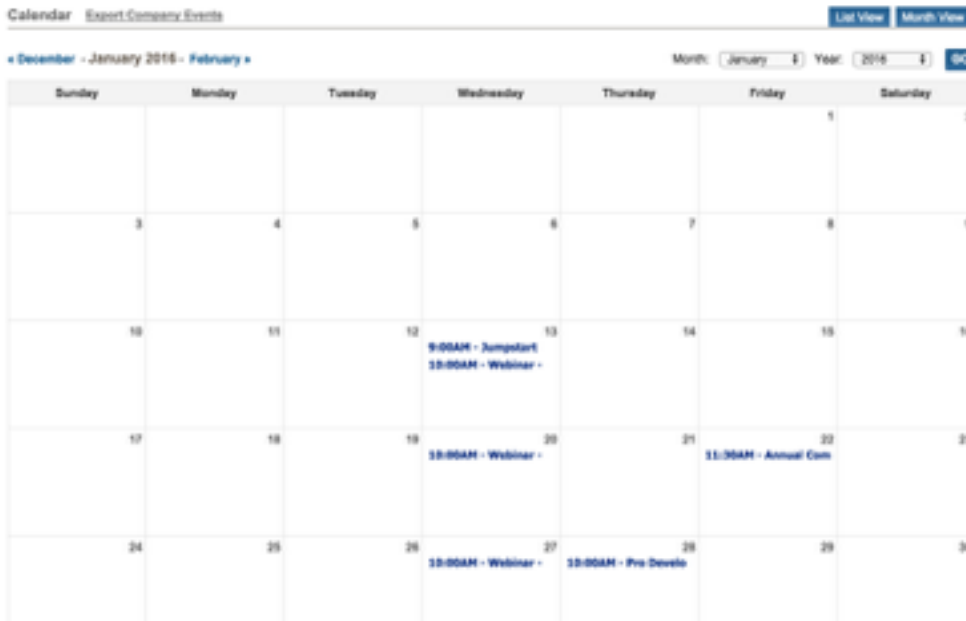 Calendar Export Company Events List View Month View
« December - January 2016 - February » Month: January Year: 2016 GO
Sunday Monday Tuesday Wednesday Thursday Friday Saturday
1
3 4 5 6 7 8
10 11 12 13 14 15
9:00AM - Jumpstart
10:00AM - Webinar -
17 18 19 20 21 22
10:00AM - Webinar - 11:30AM - Annual Com
24 25 26 27 28 29
10:00AM - Webinar - 10:00AM - Pro Develo